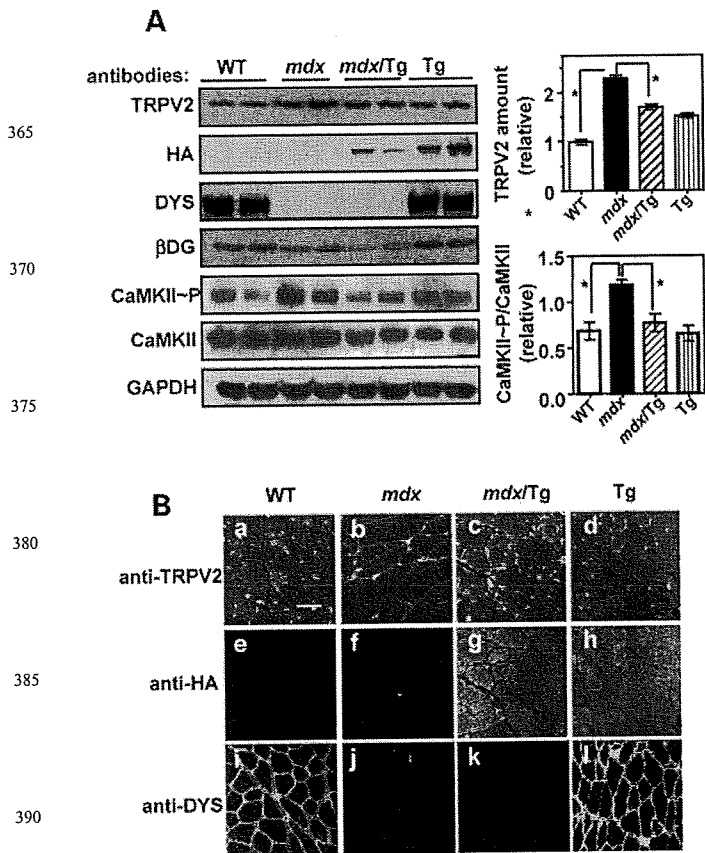 A
antibodies: WT mdx mdx/Tg Tg
TRPV2
HA
DYS
βDG
CaMKII~P
CaMKII
GAPDH
365
370
375
TRPV2 amount
(relative)
2
1
0
* *
WT mdx mdx/Tg Tg
*
CaMKII~P/CaMKII
(relative)
1.5
1.0
0.5
0.0
* *
WT mdx mdx/Tg Tg
B
WT mdx mdx/Tg Tg
380
anti-TRPV2
a b c d
385
anti-HA
e f g h
390
anti-DYS
i j k l